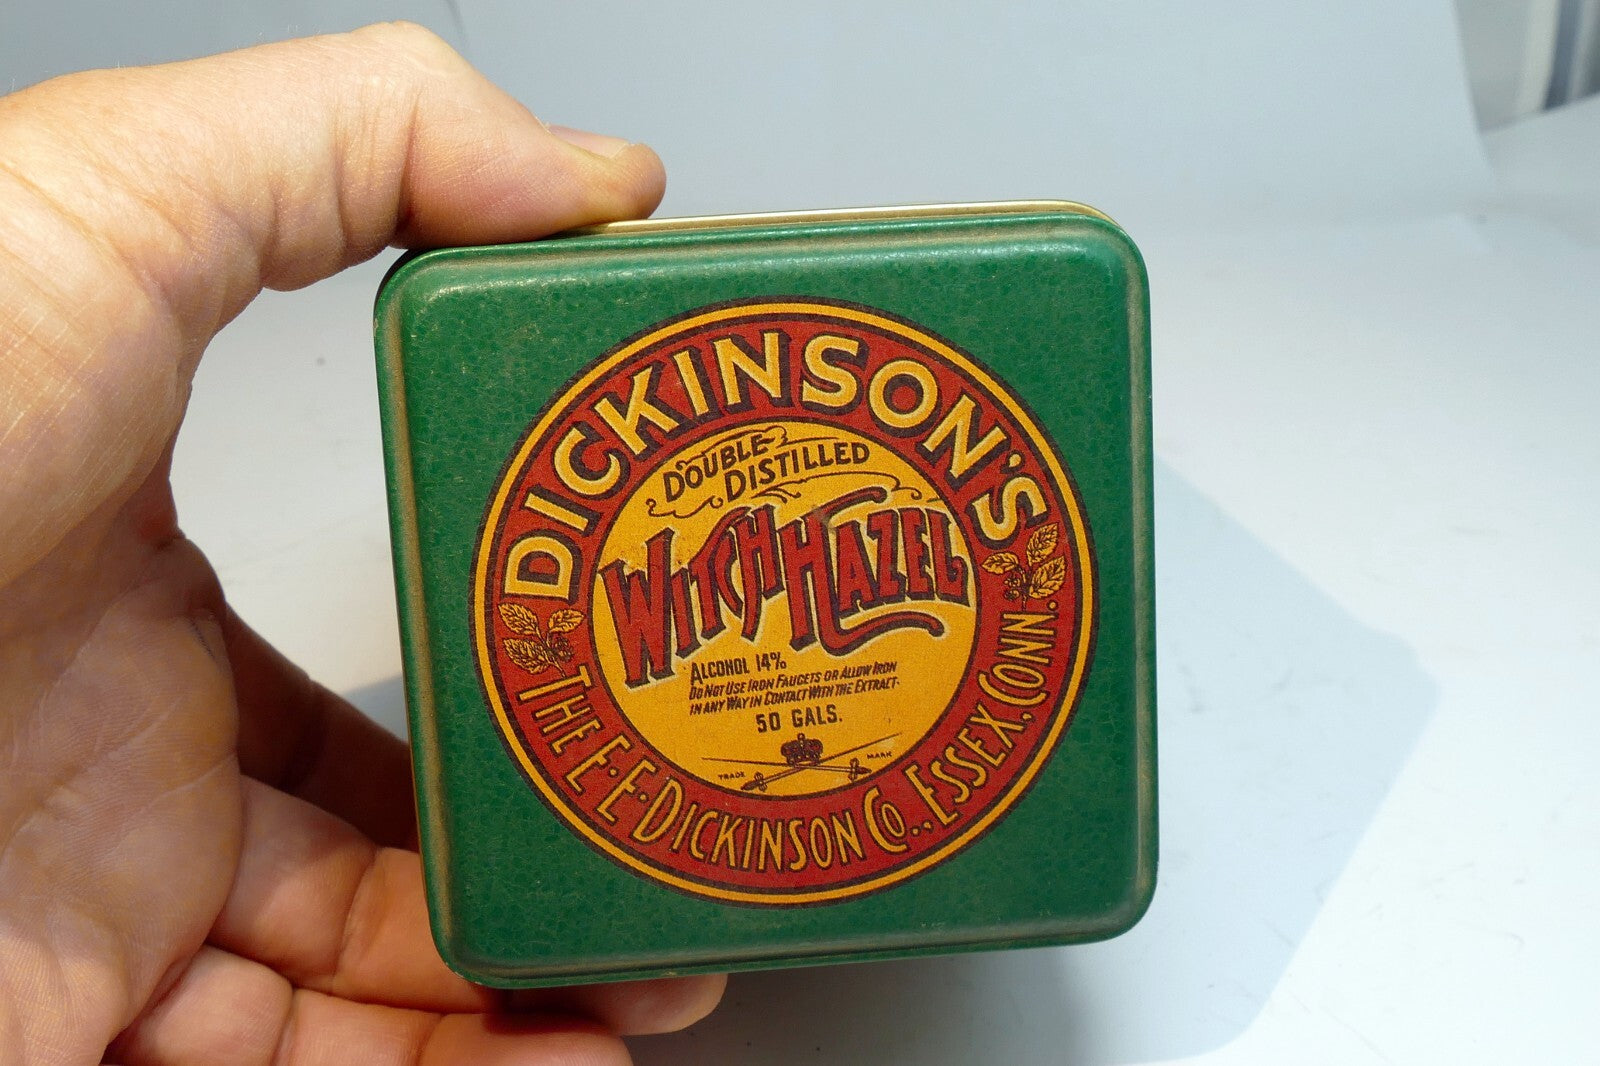 DICKINSON'S
DOUBLE-
DISTILLED
WITCH HAZEL
ALCOHOL 14%
DO NOT USE IRON FAUCETS OR ALLOW IRON
IN ANY WAY IN CONTACT WITH THE EXTRACT.
50 GALS.
TRADE MARK
THE E·E·DICKINSON CO., ESSEX, CONN.